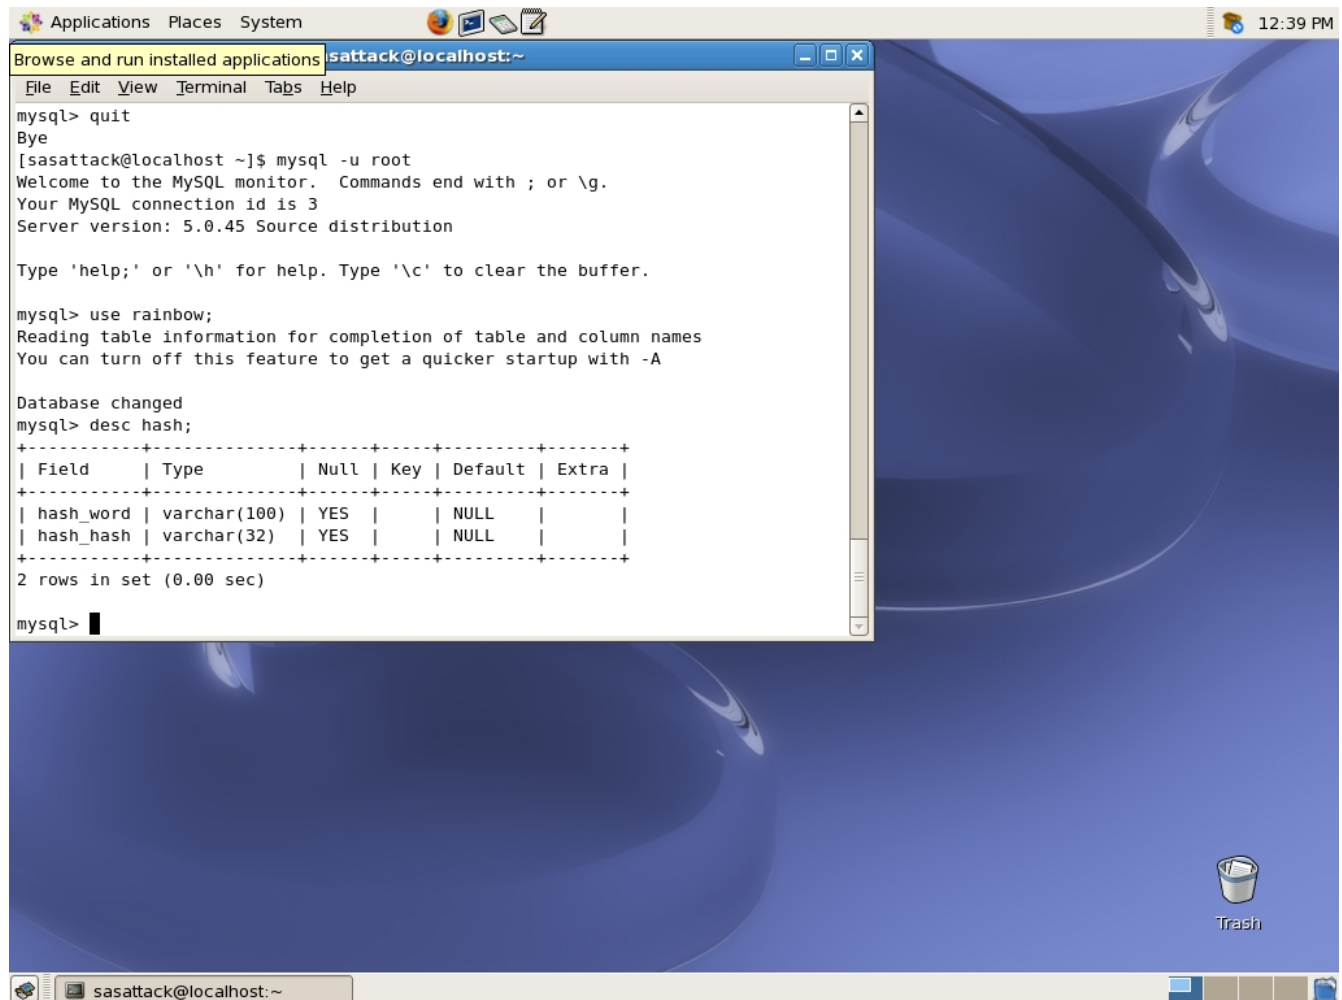 Applications Places System 12:39 PM
Browse and run installed applications sasattack@localhost:~
File Edit View Terminal Tabs Help
mysql> quit
Bye
[sasattack@localhost ~]$ mysql -u root
Welcome to the MySQL monitor.  Commands end with ; or \g.
Your MySQL connection id is 3
Server version: 5.0.45 Source distribution
Type 'help;' or '\h' for help. Type '\c' to clear the buffer.
mysql> use rainbow;
Reading table information for completion of table and column names
You can turn off this feature to get a quicker startup with -A
Database changed
mysql> desc hash;
+-----------+--------------+------+-----+---------+-------+
| Field     | Type         | Null | Key | Default | Extra |
+-----------+--------------+------+-----+---------+-------+
| hash_word | varchar(100) | YES  |     | NULL    |       |
| hash_hash | varchar(32)  | YES  |     | NULL    |       |
+-----------+--------------+------+-----+---------+-------+
2 rows in set (0.00 sec)
mysql>
Trash
sasattack@localhost:~